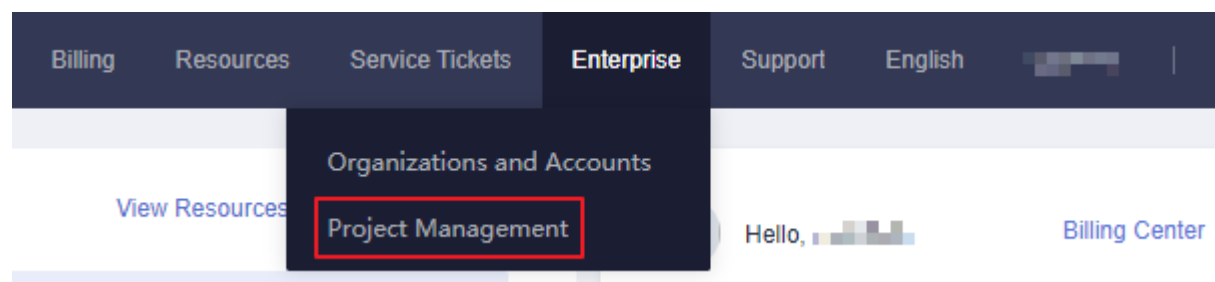 Billing Resources Service Tickets Enterprise Support English
Organizations and Accounts
View Resources
Project Management
Hello,
Billing Center